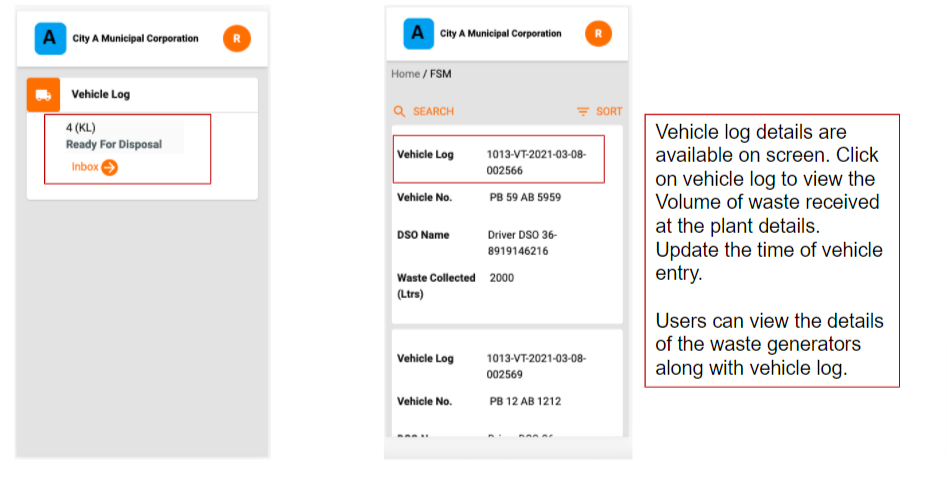 A City A Municipal Corporation R
Vehicle Log
4 (KL)
Ready For Disposal
Inbox
A City A Municipal Corporation R
Home / FSM
SEARCH SORT
Vehicle Log 1013-VT-2021-03-08-
002566
Vehicle No. PB 59 AB 5959
DSO Name Driver DSO 36-
8919146216
Waste Collected 2000
(Ltrs)
Vehicle Log 1013-VT-2021-03-08-
002569
Vehicle No. PB 12 AB 1212
Vehicle log details are
available on screen. Click
on vehicle log to view the
Volume of waste received
at the plant details.
Update the time of vehicle
entry.
Users can view the details
of the waste generators
along with vehicle log.